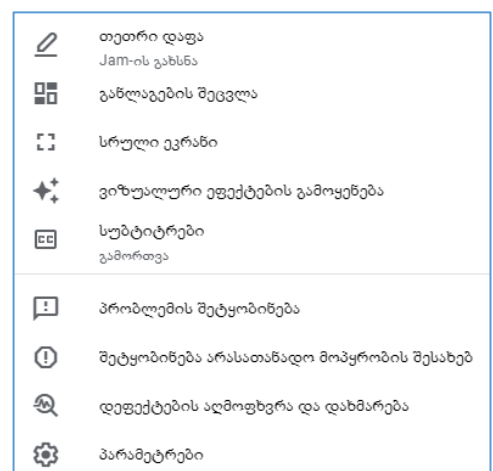 თეთრი დაფა
Jam-ის გახსნა
განლაგების შეცვლა
სრული ეკრანი
ვიზუალური ეფექტების გამოყენება
სუბტიტრები
გამორთვა
პრობლემის შეტყობინება
შეტყობინება არასათანადო მოპყრობის შესახებ
დეფექტების აღმოფხვრა და დახმარება
პარამეტრები